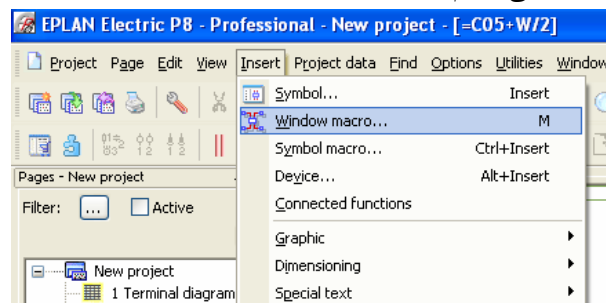 EPLAN Electric P8 - Professional - New project - [=C05+W/2]
Project Page Edit View Insert Project data Find Options Utilities Window
Symbol... Insert
Window macro... M
Symbol macro... Ctrl+Insert
Device... Alt+Insert
Connected functions
Graphic
Dimensioning
Special text
Pages - New project
Filter: ... Active
New project
1 Terminal diagram